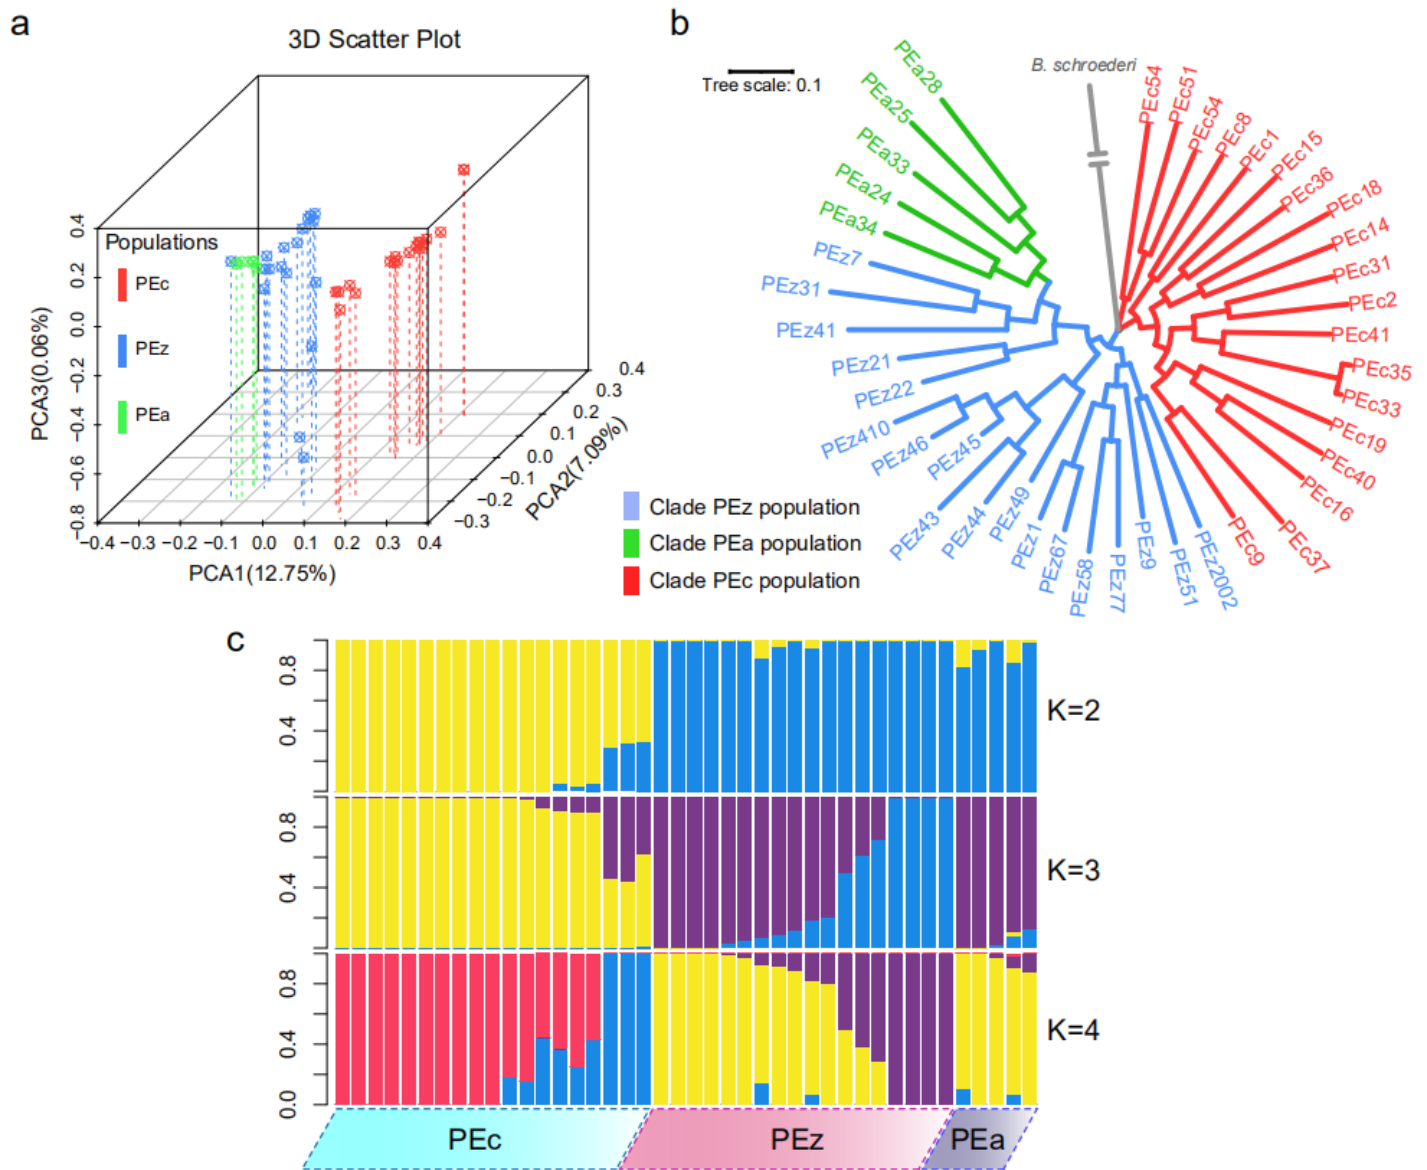 a
3D Scatter Plot
0.4
0.2
0.0
−0.2
−0.4
−0.6
−0.8
PCA3(0.06%)
Populations
PEc
PEz
PEa
−0.4 −0.3 −0.2 −0.1 0.0 0.1 0.2 0.3 0.4
PCA1(12.75%)
0.4
0.3
0.2
0.1
0.0
−0.1
−0.2
−0.3
PCA2(7.09%)
b
Tree scale: 0.1
B. schroederi
PEc54
PEc51
PEc54
PEc8
PEc1
PEc15
PEc36
PEc18
PEc14
PEc31
PEc2
PEc41
PEc35
PEc33
PEc19
PEc40
PEc16
PEc37
PEc9
PEz2002
PEz51
PEz9
PEz77
PEz58
PEz67
PEz1
PEz49
PEz44
PEz43
PEz45
PEz46
PEz410
PEz22
PEz21
PEz41
PEz31
PEz7
PEa34
PEa24
PEa33
PEa25
PEa28
Clade PEz population
Clade PEa population
Clade PEc population
c
0.8
0.4
K=2
0.8
0.4
K=3
0.8
0.4
0.0
K=4
PEc PEz PEa